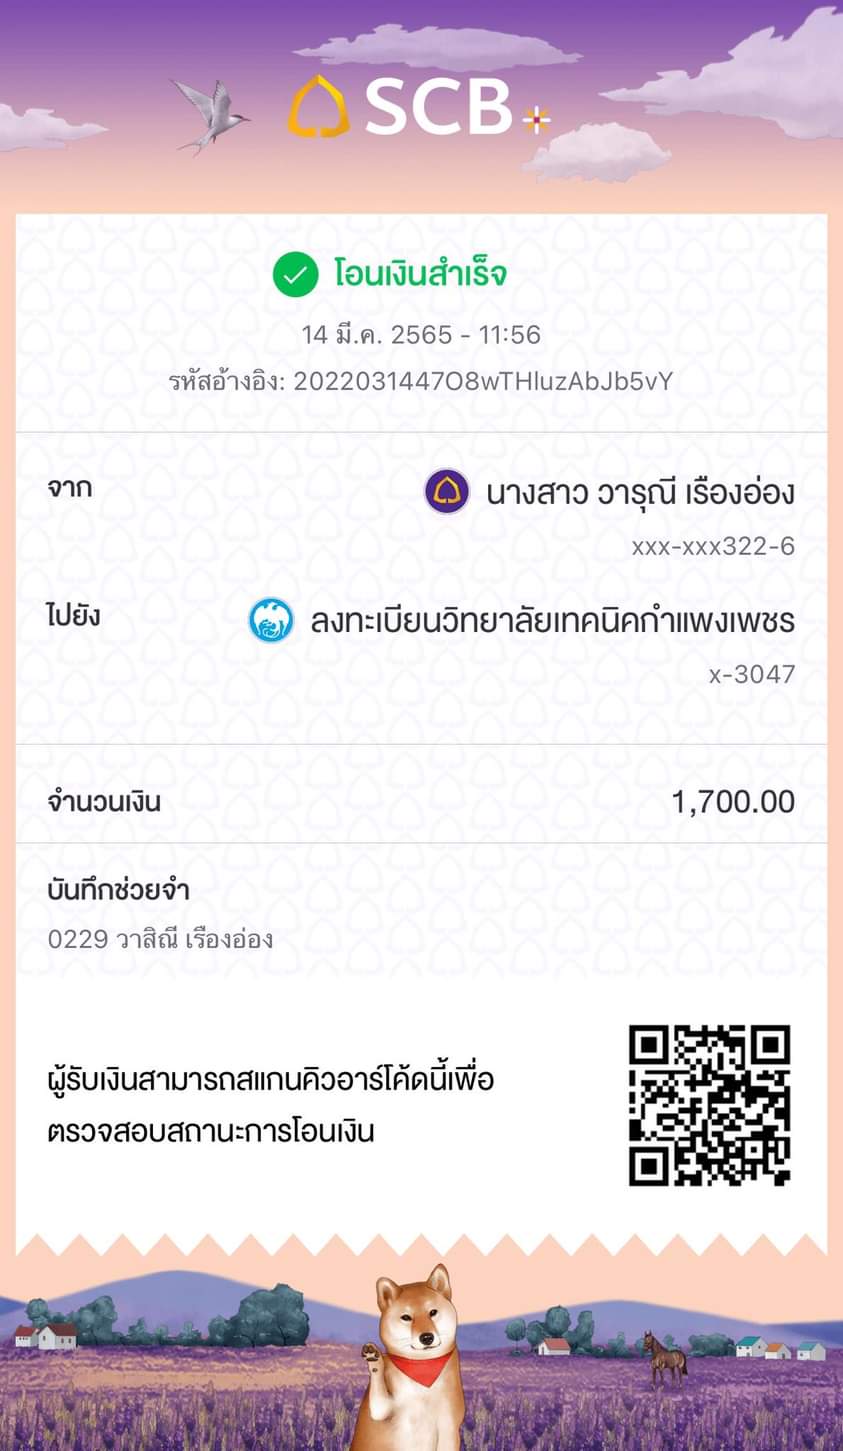 SCB
โอนเงินสำเร็จ
14 มี.ค. 2565 - 11:56
รหัสอ้างอิง: 2022031447O8wTHluzAbJb5vY
จาก
นางสาว วารุณี เรืองอ่อง
xxx-xxx322-6
ไปยัง
ลงทะเบียนวิทยาลัยเทคนิคกำแพงเพชร
x-3047
จำนวนเงิน
1,700.00
บันทึกช่วยจำ
0229 วาสิณี เรืองอ่อง
ผู้รับเงินสามารถสแกนคิวอาร์โค้ดนี้เพื่อ
ตรวจสอบสถานะการโอนเงิน